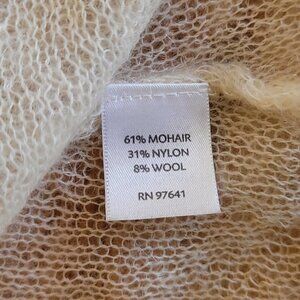 61% MOHAIR
31% NYLON
8% WOOL
RN 97641